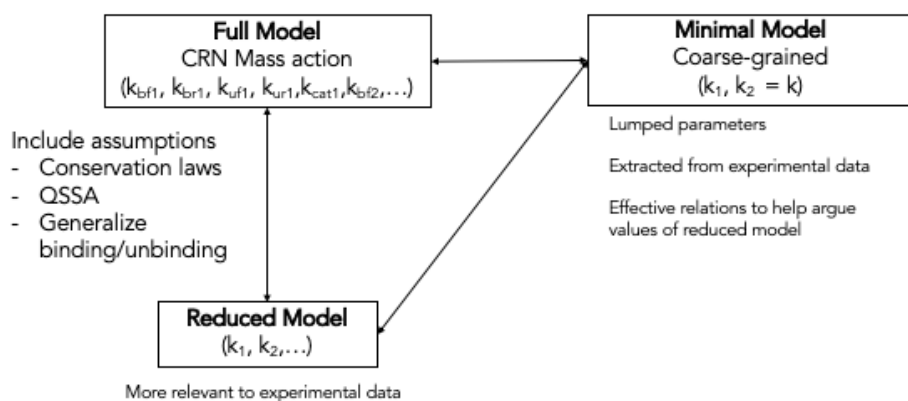 Full Model
CRN Mass action
(kbf1, kbr1, kuf1, kur1,kcat1,kbf2,...)
Minimal Model
Coarse-grained
(k1, k2 = k)
Include assumptions
- Conservation laws
- QSSA
- Generalize
binding/unbinding
Lumped parameters
Extracted from experimental data
Effective relations to help argue
values of reduced model
Reduced Model
(k1, k2,...)
More relevant to experimental data